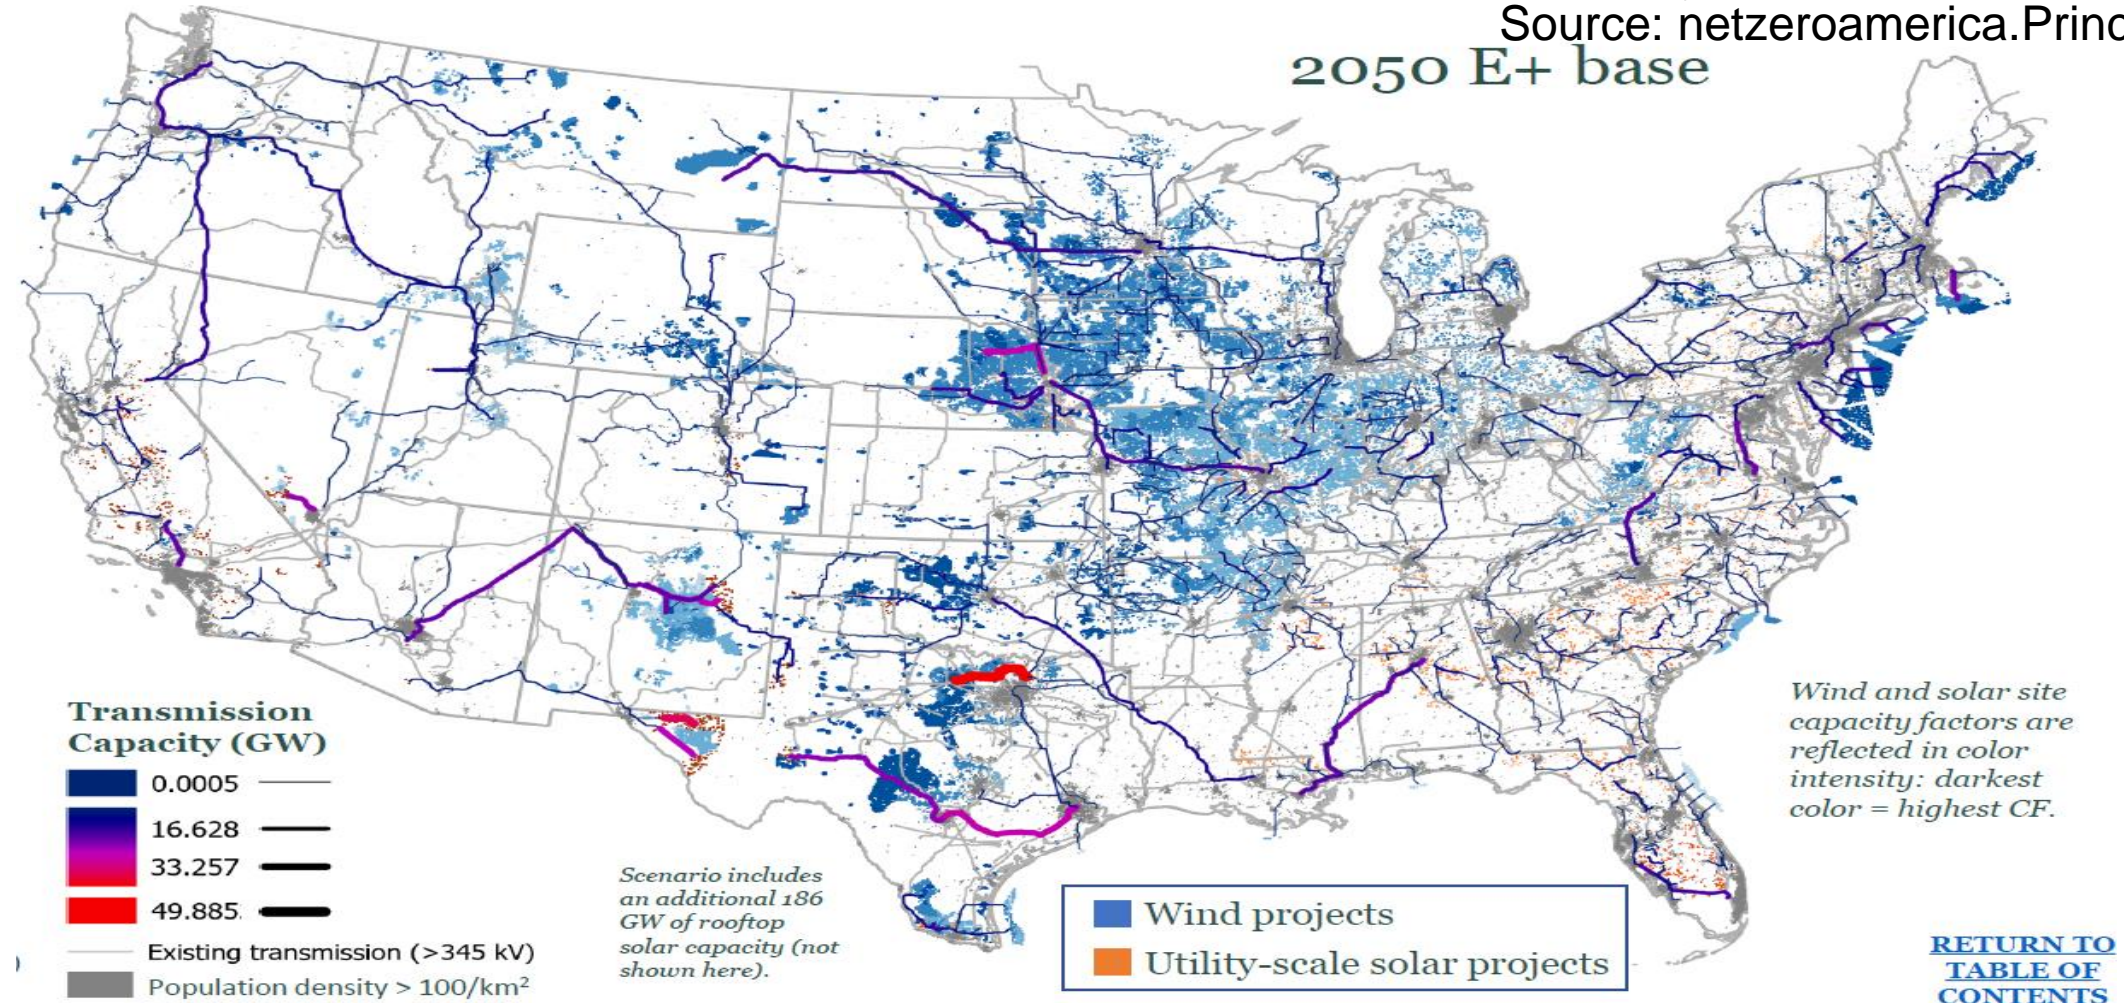 Source: netzeroamerica.Princ
2050 E+ base
Transmission
Capacity (GW)
0.0005
16.628
33.257
49.885
Existing transmission (>345 kV)
Population density > 100/km²
Scenario includes
an additional 186
GW of rooftop
solar capacity (not
shown here).
Wind projects
Utility-scale solar projects
Wind and solar site
capacity factors are
reflected in color
intensity: darkest
color = highest CF.
RETURN TO
TABLE OF
CONTENTS